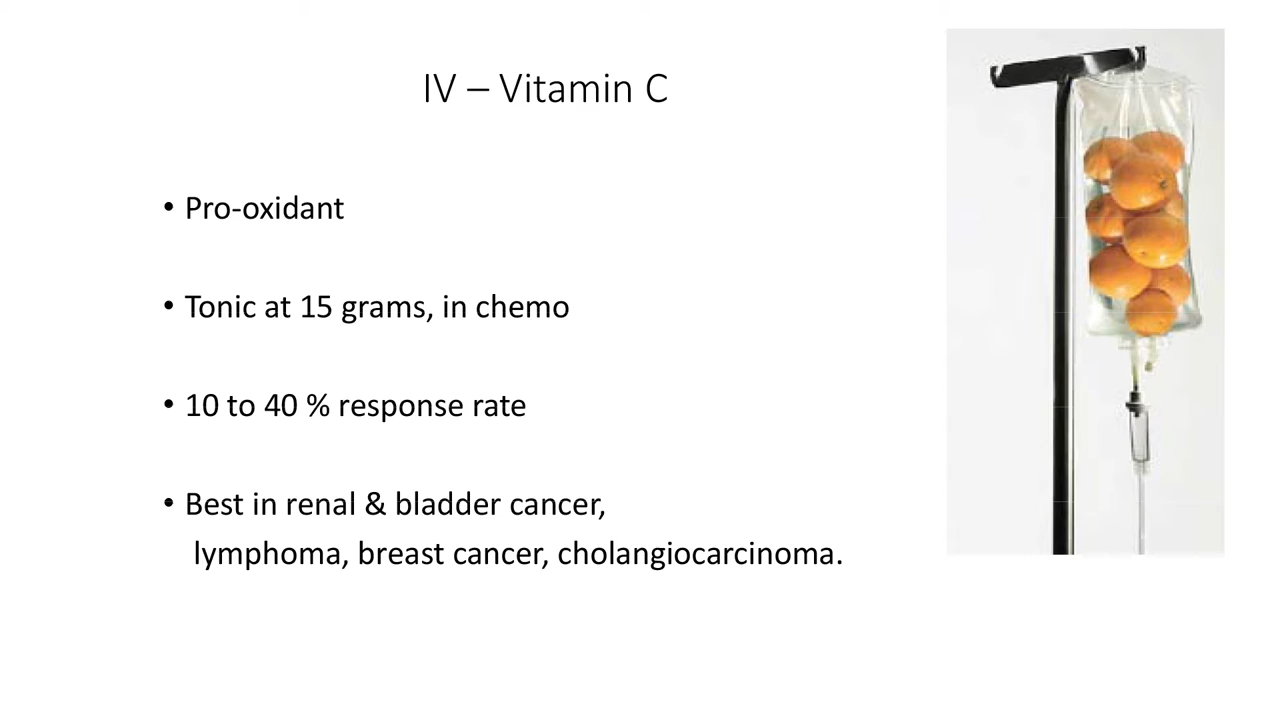 IV – Vitamin C
• Pro-oxidant
• Tonic at 15 grams, in chemo
• 10 to 40 % response rate
• Best in renal & bladder cancer,
lymphoma, breast cancer, cholangiocarcinoma.